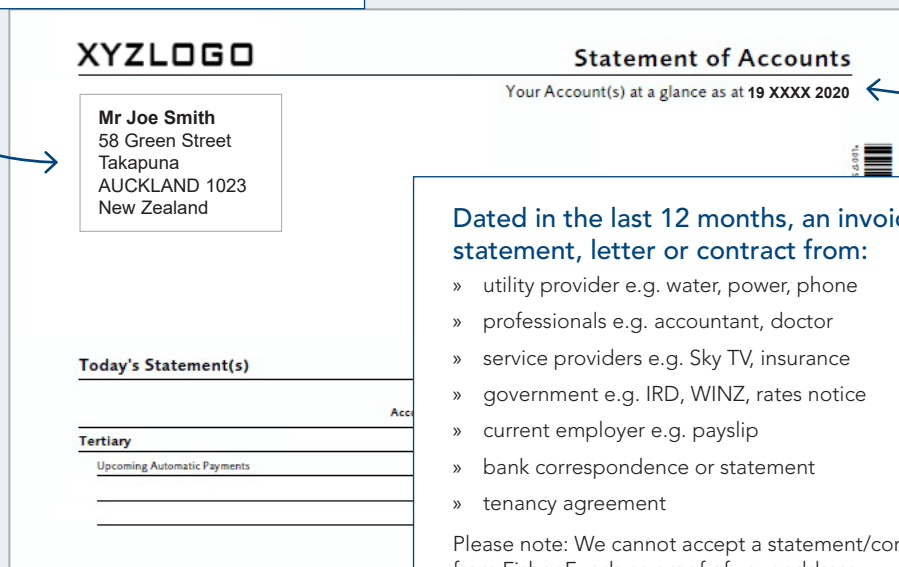 XYZLOGO
Statement of Accounts
Your Account(s) at a glance as at 19 XXXX 2020
Mr Joe Smith
58 Green Street
Takapuna
AUCKLAND 1023
New Zealand
Dated in the last 12 months, an
statement, letter or contract from:
» utility provider e.g. water, power, phone
» professionals e.g. accountant, doctor
» service providers e.g. Sky TV, insurance
» government e.g. IRD, WINZ, rates notice
» current employer e.g. payslip
» bank correspondence or statement
» tenancy agreement
Please note: We cannot accept a
Today's Statement(s)
Tertiary
Upcoming Automatic Payments